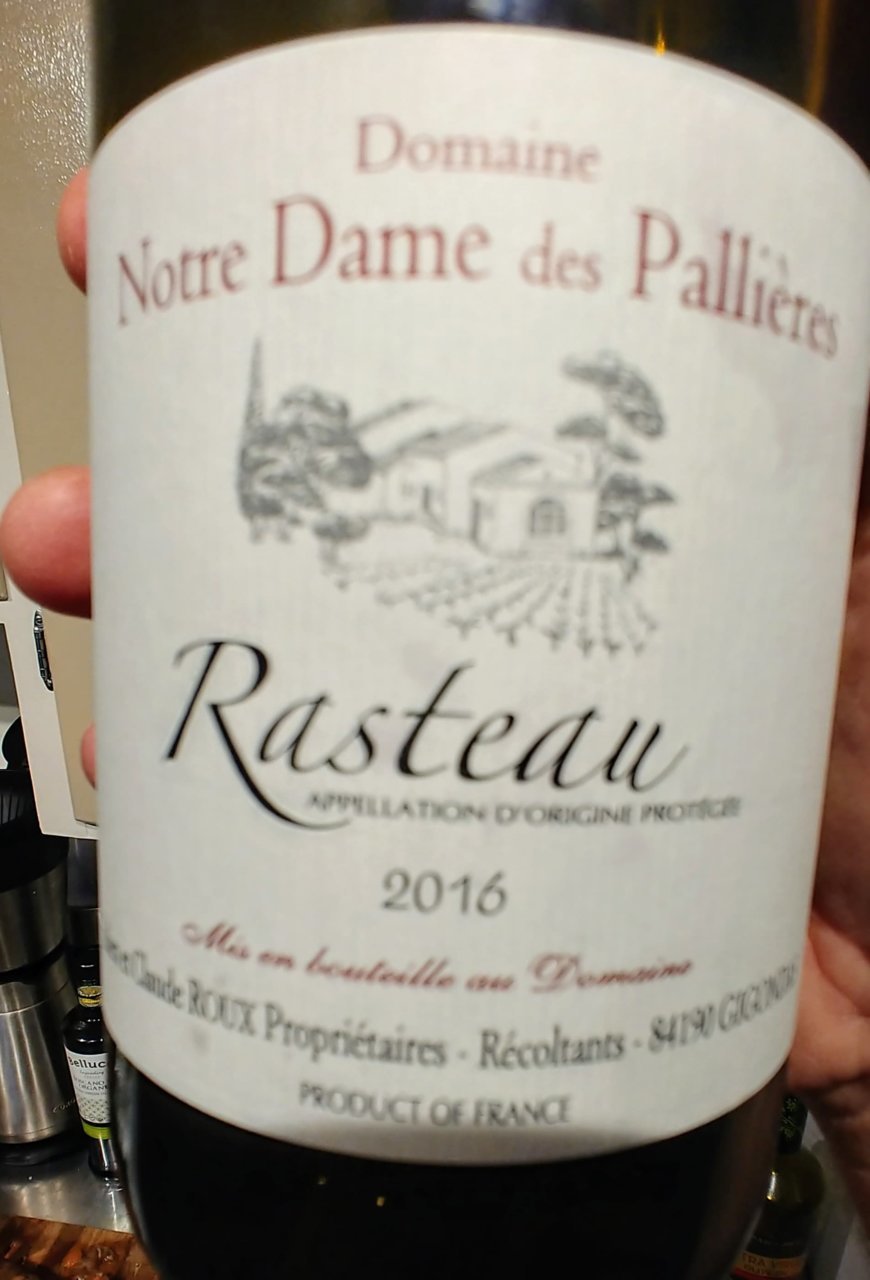 Domaine
Notre Dame des Pallières
Rasteau
APPELLATION D'ORIGINE PROTÉGÉE
2016
Mis en bouteille au Domaine
Claude ROUX Propriétaires - Récoltants - 84190
PRODUCT OF FRANCE
Belluc